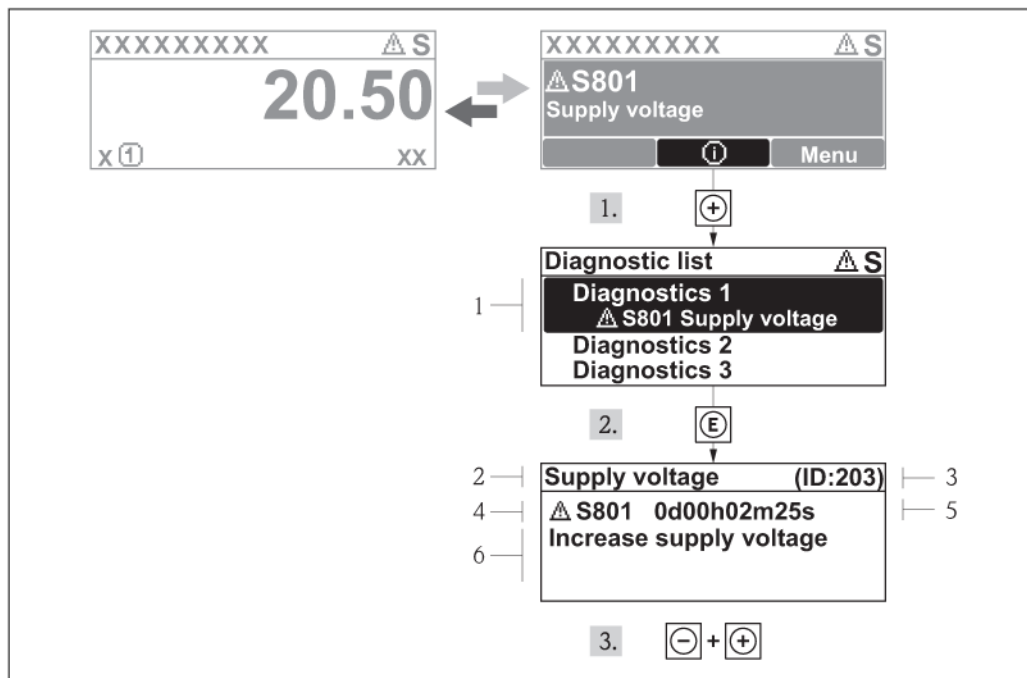 XXXXXXXXX ⚠ S
20.50
X ① XX
XXXXXXXXX ⚠ S
⚠ S801
Supply voltage
ⓘ Menu
1. ⊕
Diagnostic list ⚠ S
1
Diagnostics 1
⚠ S801 Supply voltage
Diagnostics 2
Diagnostics 3
2. Ⓔ
2 Supply voltage (ID:203) 3
4 ⚠ S801 0d00h02m25s 5
6 Increase supply voltage
3. ⊖ + ⊕